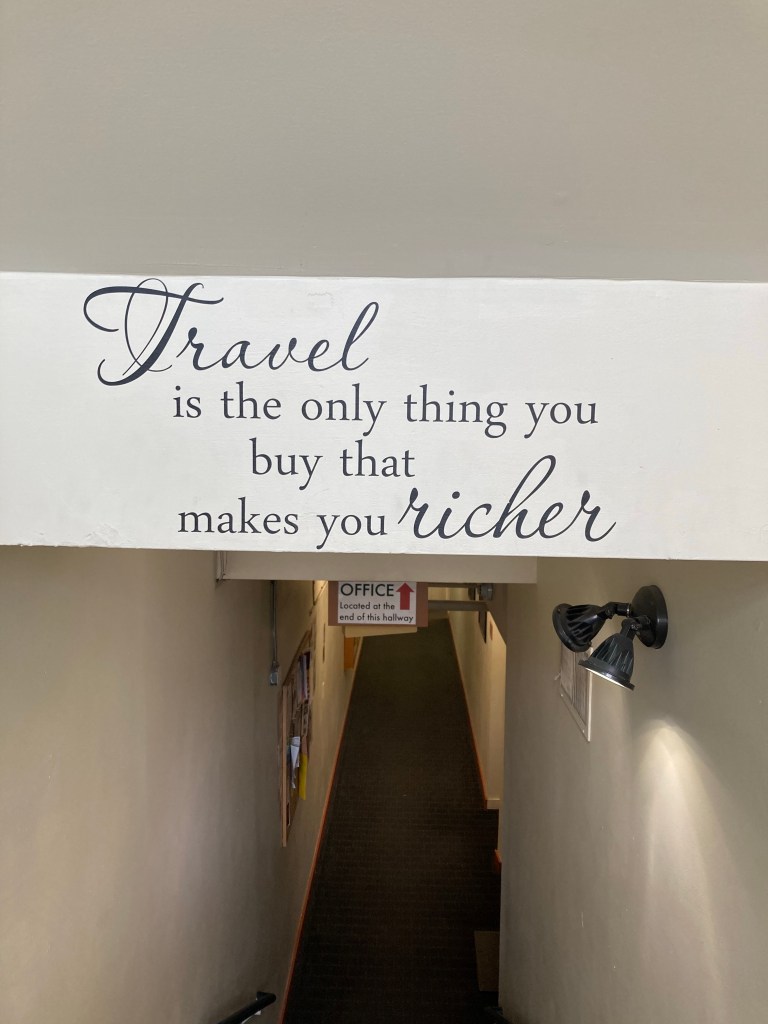 Travel
is the only thing you
buy that
makes you richer
OFFICE
Located at the
end of this hallway